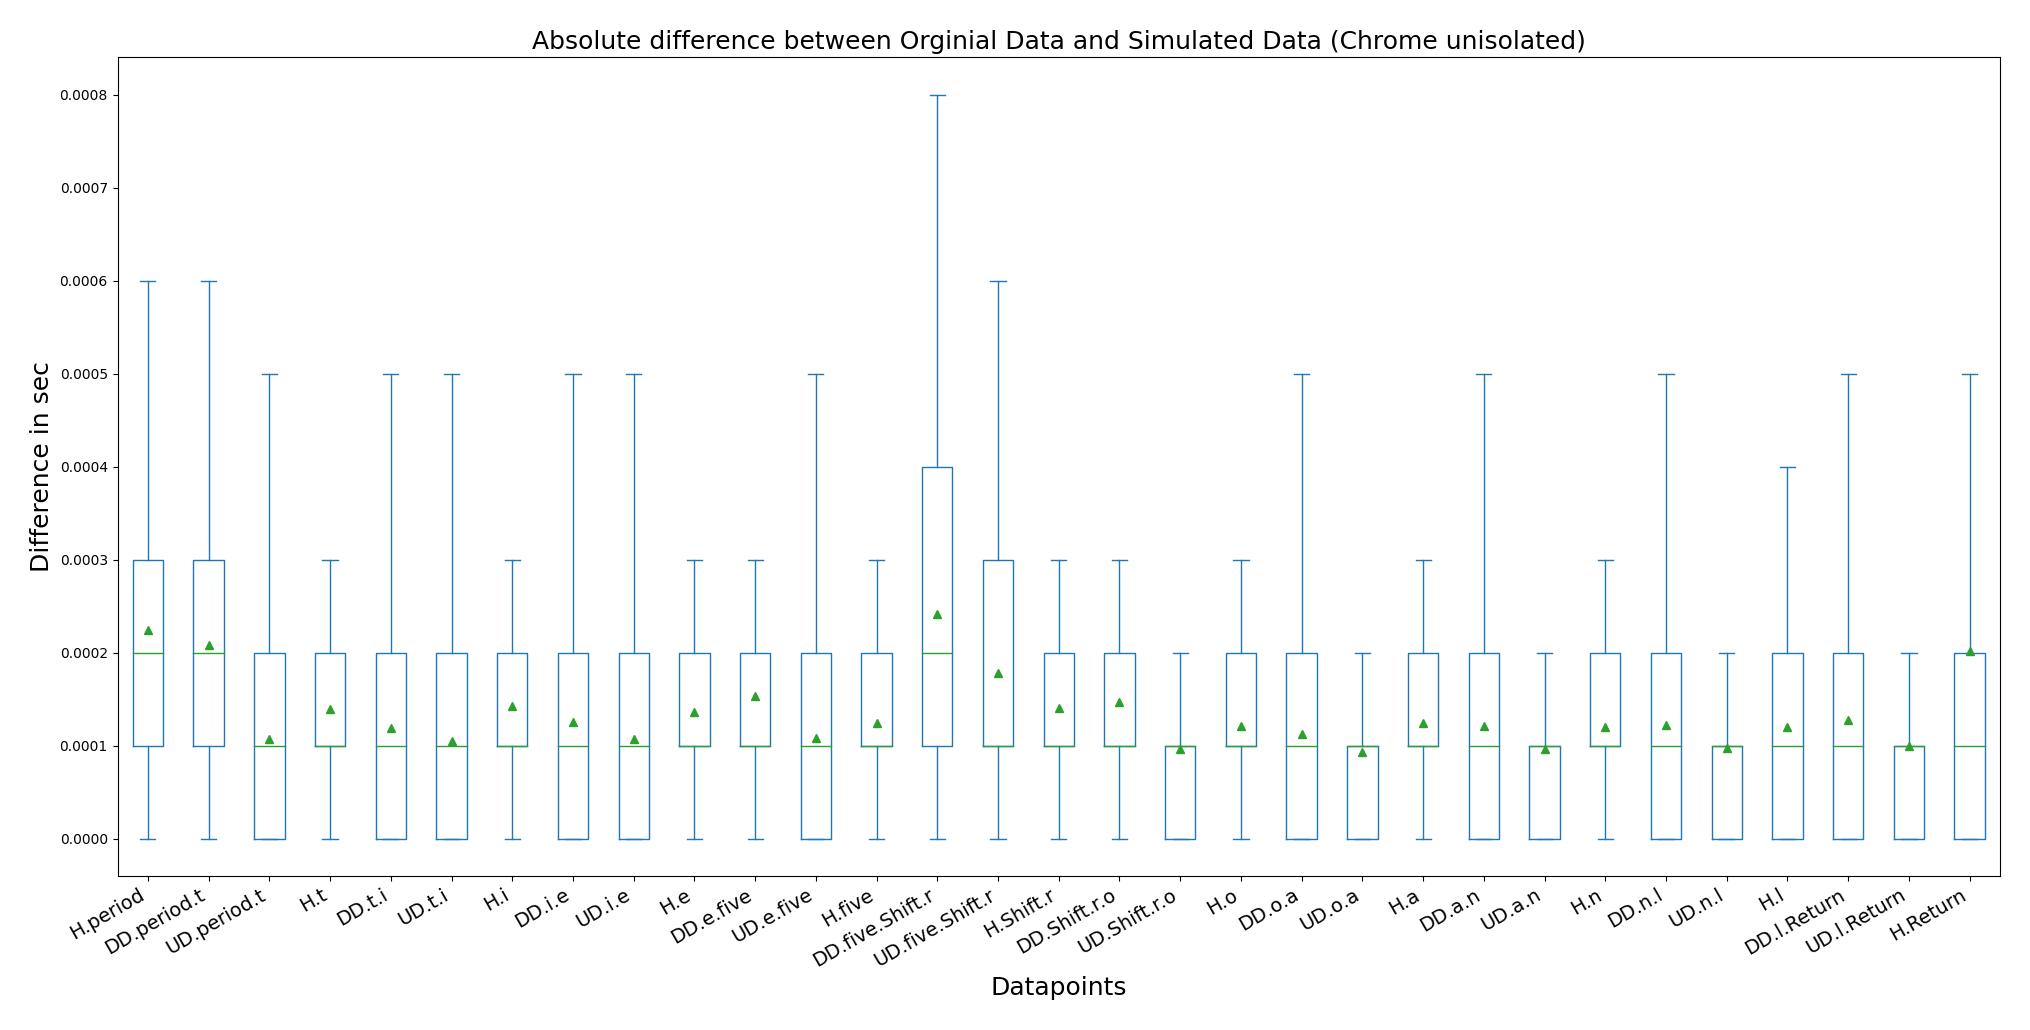 Absolute difference between Orginial Data and Simulated Data (Chrome unisolated)
Difference in sec
0.0008
0.0007
0.0006
0.0005
0.0004
0.0003
0.0002
0.0001
0.0000
H.period
DD.period.t
UD.period.t
H.t
DD.t.i
UD.t.i
H.i
DD.i.e
UD.i.e
H.e
DD.e.five
UD.e.five
H.five
DD.five.Shift.r
UD.five.Shift.r
H.Shift.r
DD.Shift.r.o
UD.Shift.r.o
H.o
DD.o.a
UD.o.a
H.a
DD.a.n
UD.a.n
H.n
DD.n.l
UD.n.l
H.l
DD.l.Return
UD.l.Return
H.Return
Datapoints